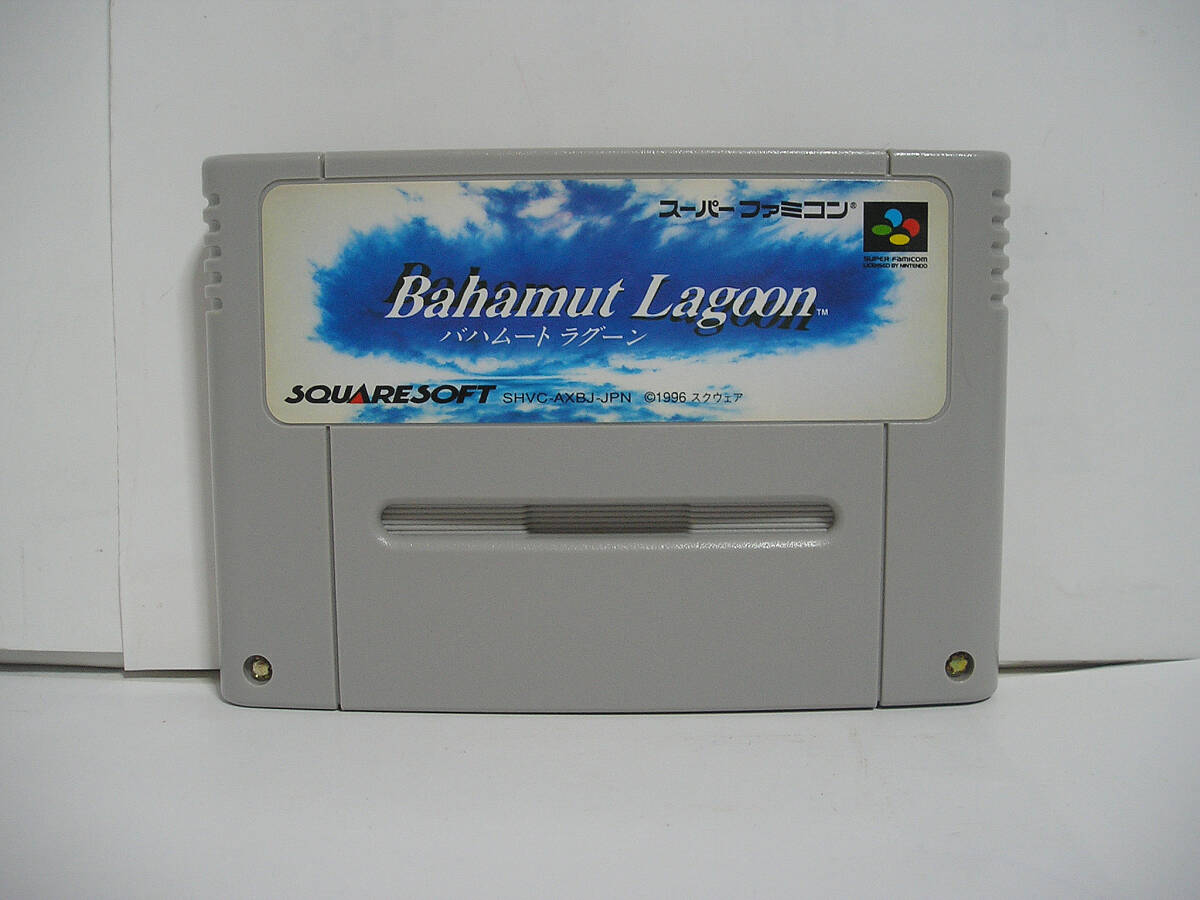 スーパーファミコン®
SUPER FAMICOM
LICENSED BY NINTENDO
Bahamut Lagoon™
バハムート ラグーン
SQUARESOFT SHVC-AXBJ-JPN ©1996 スクウェア